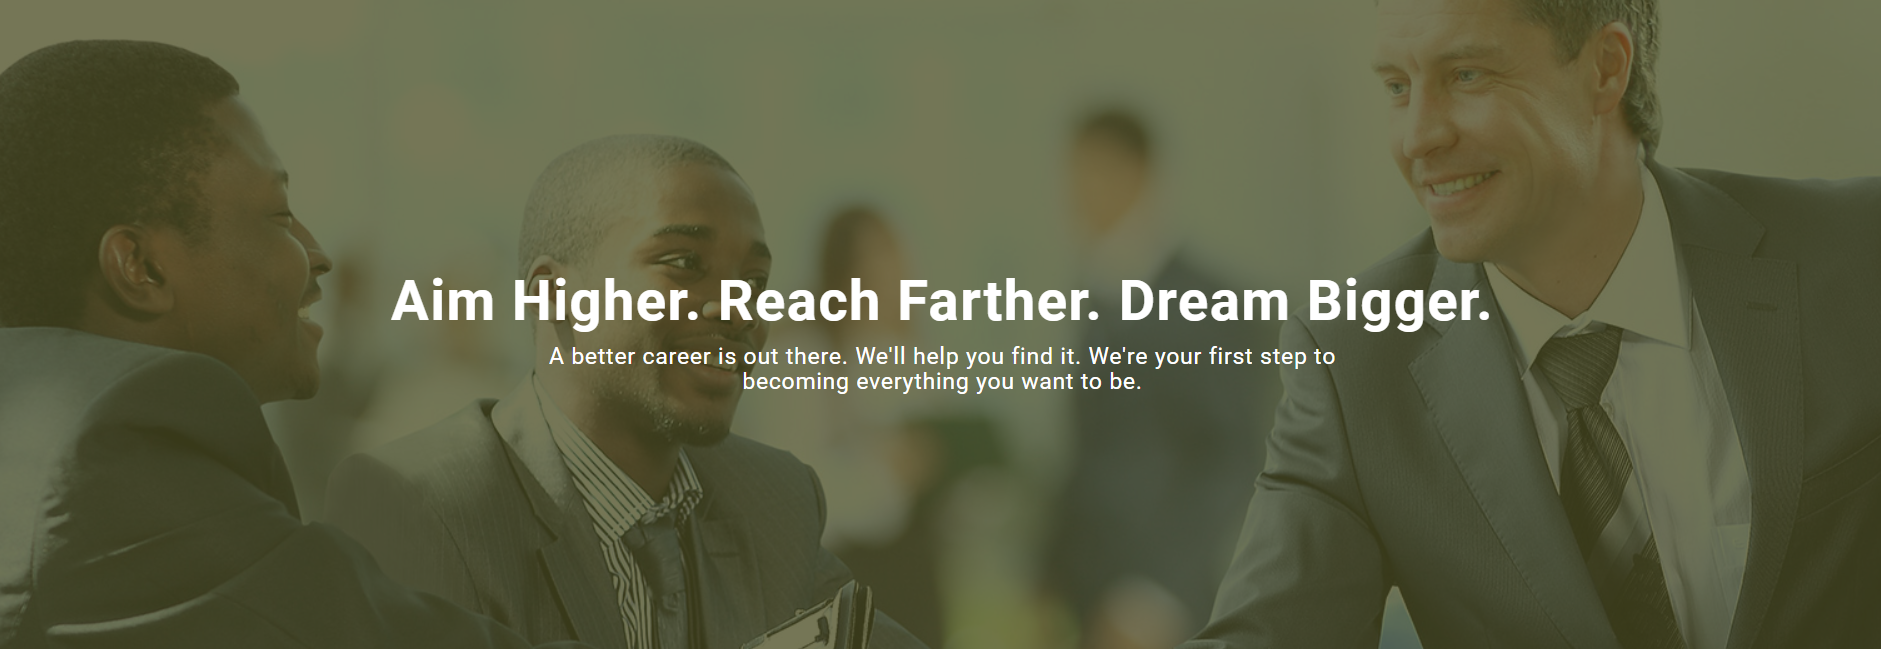 Aim Higher. Reach Farther. Dream Bigger.
A better career is out there. We'll help you find it. We're your first step to
becoming everything you want to be.